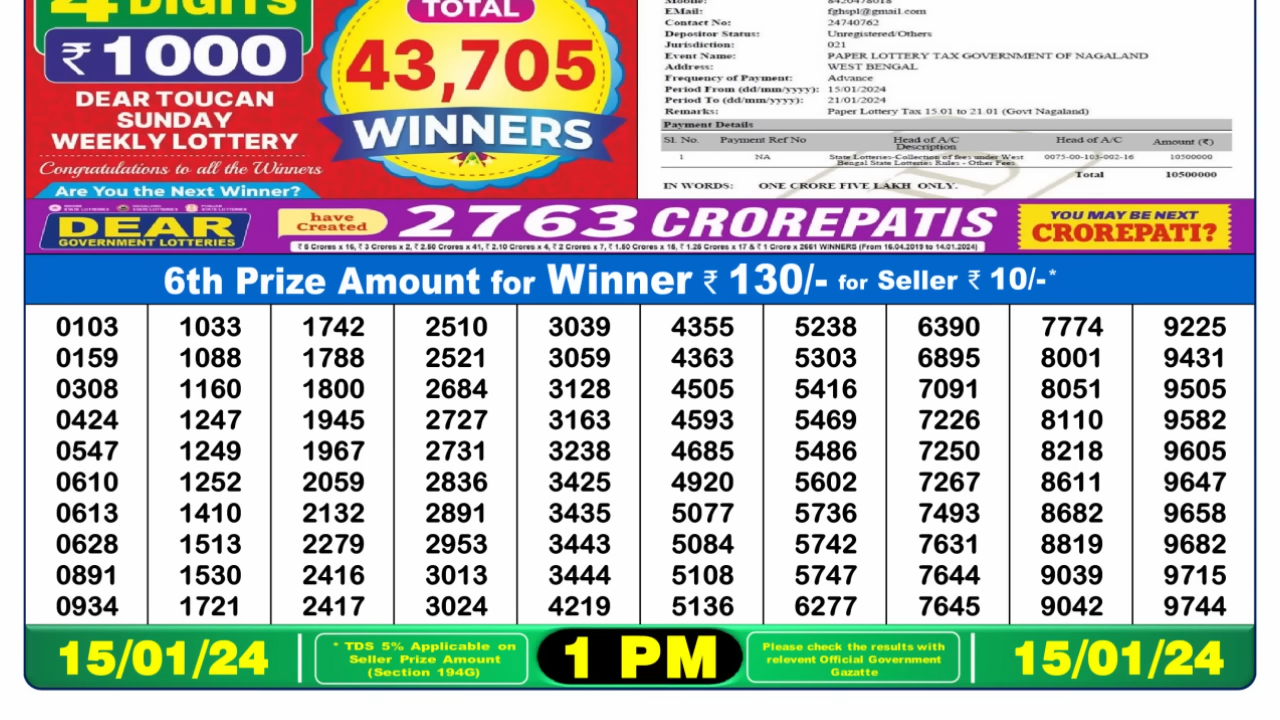 4 DIGITS
₹1000
DEAR TOUCAN
SUNDAY
WEEKLY LOTTERY
Congratulations to all the Winners
Are You the Next Winner?
TOTAL
43,705
WINNERS
EMail: fghspl@gmail.com
Contact No: 24740762
Depositor Status: Unregistered/Others
Jurisdiction: 021
Event Name: PAPER LOTTERY TAX GOVERNMENT OF NAGALAND
Address: WEST BENGAL
Frequency of Payment: Advance
Period From (dd/mm/yyyy): 15/01/2024
Period To (dd/mm/yyyy): 21/01/2024
Remarks: Paper Lottery Tax 15.01 to 21.01 (Govt Nagaland)
Payment Details
Sl. No. Payment Ref No Head of A/C Description Head of A/C Amount (₹)
1 NA State Lotteries-Collection of fees under West
Bengal State Lotteries Rules - Other Fees
0075-00-103-002-16 10500000
Total 10500000
IN WORDS: ONE CRORE FIVE LAKH ONLY.
DEAR
GOVERNMENT LOTTERIES
have
Created
2763 CROREPATIS
YOU MAY BE NEXT
CROREPATI?
6th Prize Amount for Winner ₹ 130/- for Seller ₹ 10/-*
0103 1033 1742 2510 3039 4355 5238 6390 7774 9225
0159 1088 1788 2521 3059 4363 5303 6895 8001 9431
0308 1160 1800 2684 3128 4505 5416 7091 8051 9505
0424 1247 1945 2727 3163 4593 5469 7226 8110 9582
0547 1249 1967 2731 3238 4685 5486 7250 8218 9605
0610 1252 2059 2836 3425 4920 5602 7267 8611 9647
0613 1410 2132 2891 3435 5077 5736 7493 8682 9658
0628 1513 2279 2953 3443 5084 5742 7631 8819 9682
0891 1530 2416 3013 3444 5108 5747 7644 9039 9715
0934 1721 2417 3024 4219 5136 6277 7645 9042 9744
15/01/24
* TDS 5% Applicable on
Seller Prize Amount
(Section 194G)
1 PM
Please check the results with
relevent Official Government
Gazatte
15/01/24